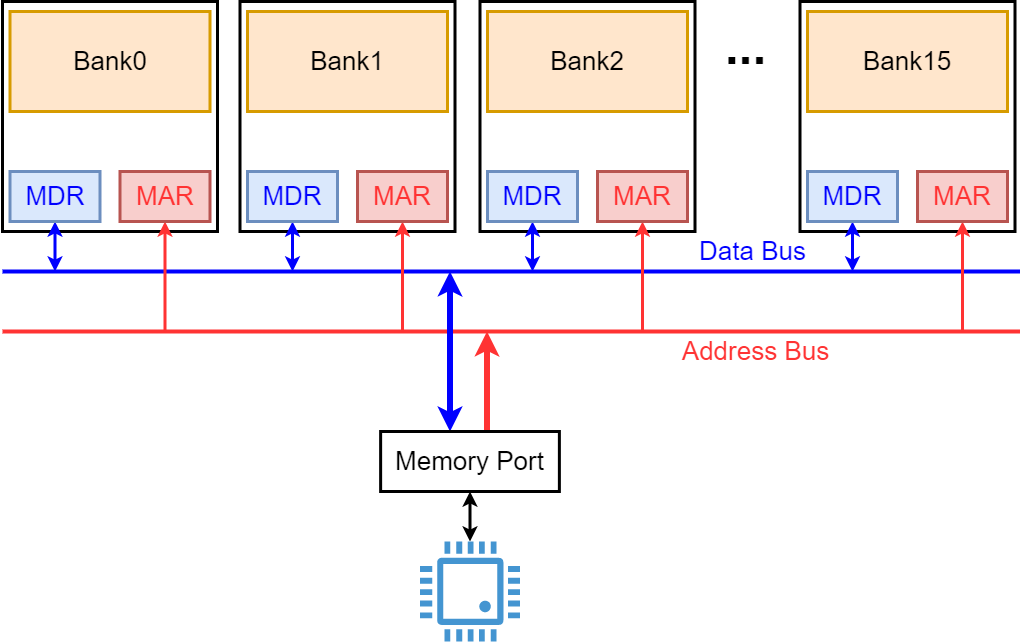 Bank0
Bank1
Bank2
...
Bank15
MDR
MAR
MDR
MAR
MDR
MAR
MDR
MAR
Data Bus
Address Bus
Memory Port